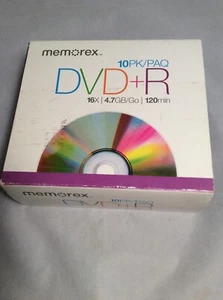 memorex
10PK/PAQ
DVD+R
16X | 4.7GB/Go | 120min
memorex
DVD+R